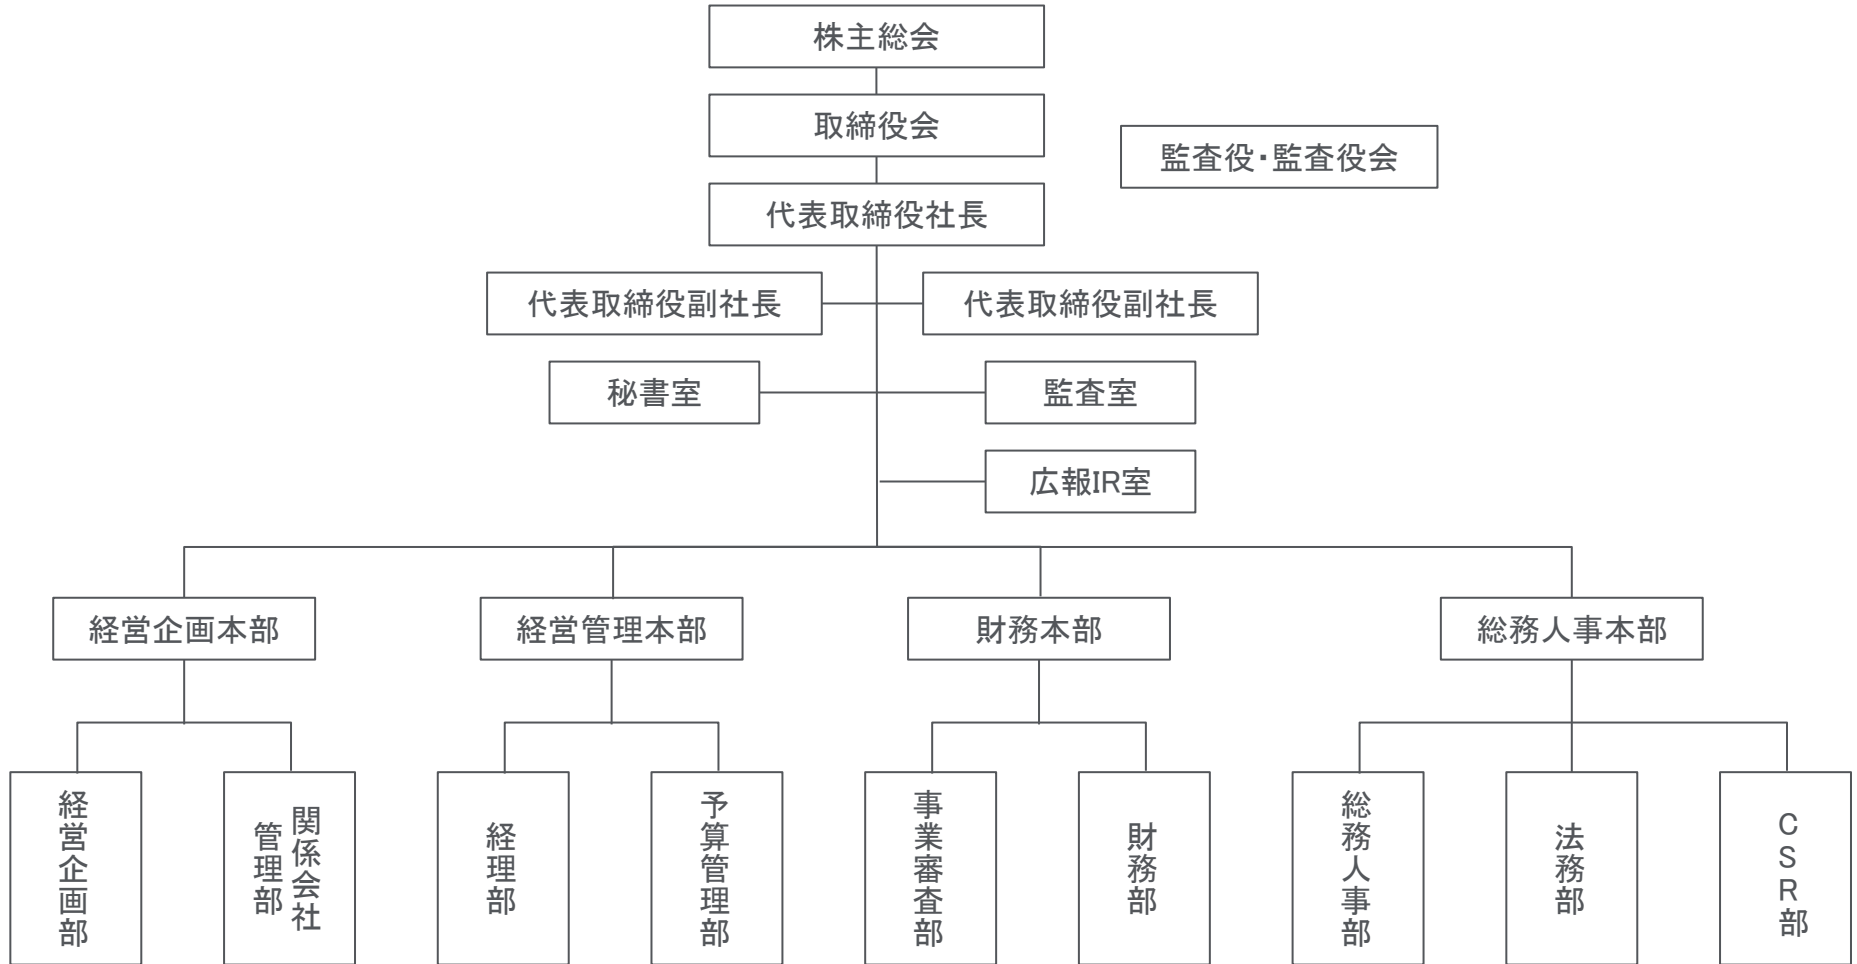 株主総会
取締役会
監査役・監査役会
代表取締役社長
代表取締役副社長
代表取締役副社長
秘書室
監査室
広報IR室
経営企画本部
経営管理本部
財務本部
総務人事本部
経営企画部
関係会社
管理部
経理部
予算管理部
事業審査部
財務部
総務人事部
法務部
CSR部